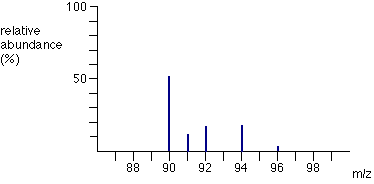 100
relative
abundance
(%)
50
88 90 92 94 96 98
m/z